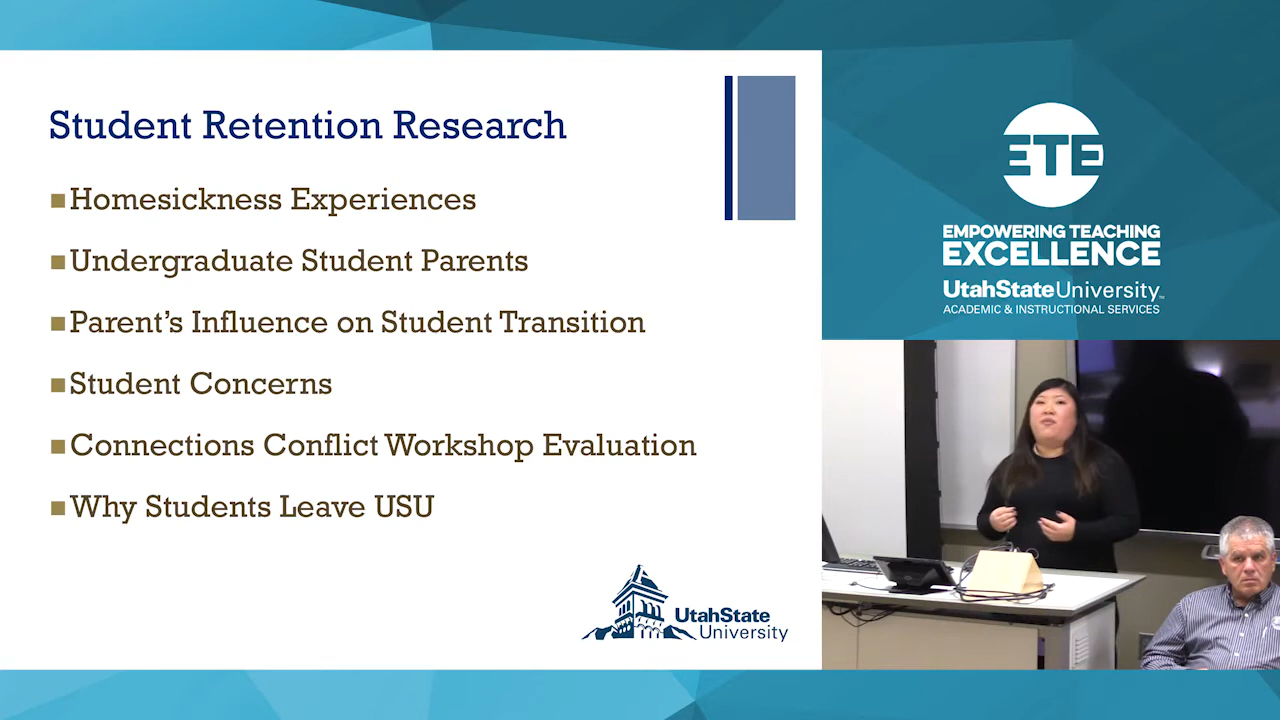 Student Retention Research
Homesickness Experiences
Undergraduate Student Parents
Parent's Influence on Student Transition
Student Concerns
Connections Conflict Workshop Evaluation
Why Students Leave USU
UtahState
University
ETE
EMPOWERING TEACHING
EXCELLENCE
UtahStateUniversity™
ACADEMIC & INSTRUCTIONAL SERVICES